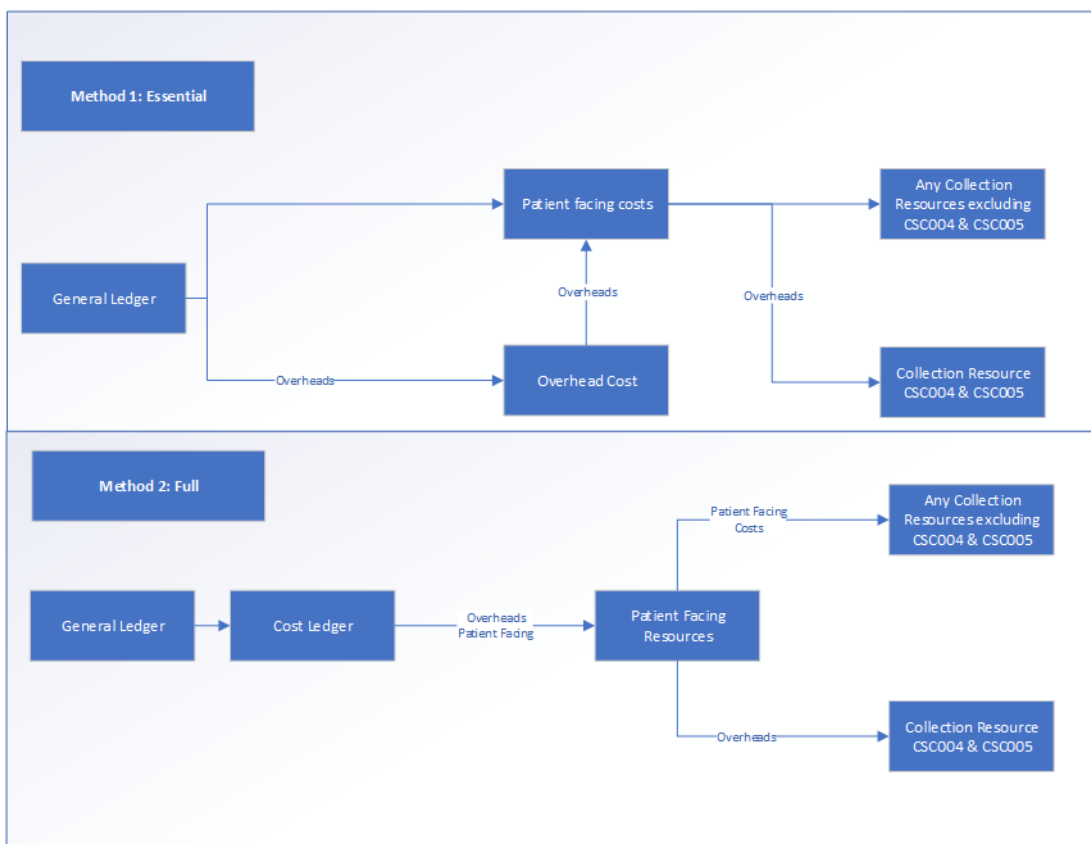 Method 1: Essential
Patient facing costs
Any Collection
Resources excluding
CSC004 & CSC005
General Ledger
Overheads
Overheads
Overheads
Overhead Cost
Collection Resource
CSC004 & CSC005
Method 2: Full
Patient Facing
Costs
Any Collection
Resources excluding
CSC004 & CSC005
General Ledger
Cost Ledger
Overheads
Patient Facing
Patient Facing
Resources
Overheads
Collection Resource
CSC004 & CSC005